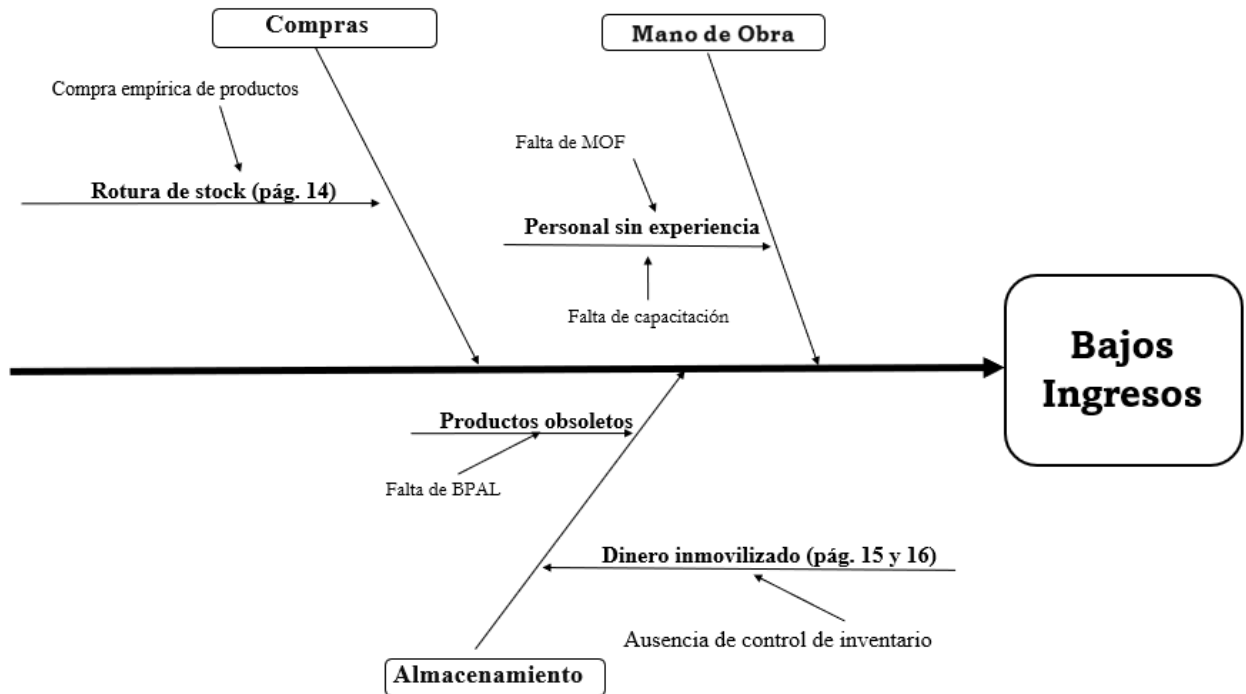 Compras
Mano de Obra
Compra empírica de productos
Falta de MOF
Rotura de stock (pág. 14)
Personal sin experiencia
Falta de capacitación
Bajos
Ingresos
Productos obsoletos
Falta de BPAL
Dinero inmovilizado (pág. 15 y 16)
Ausencia de control de inventario
Almacenamiento